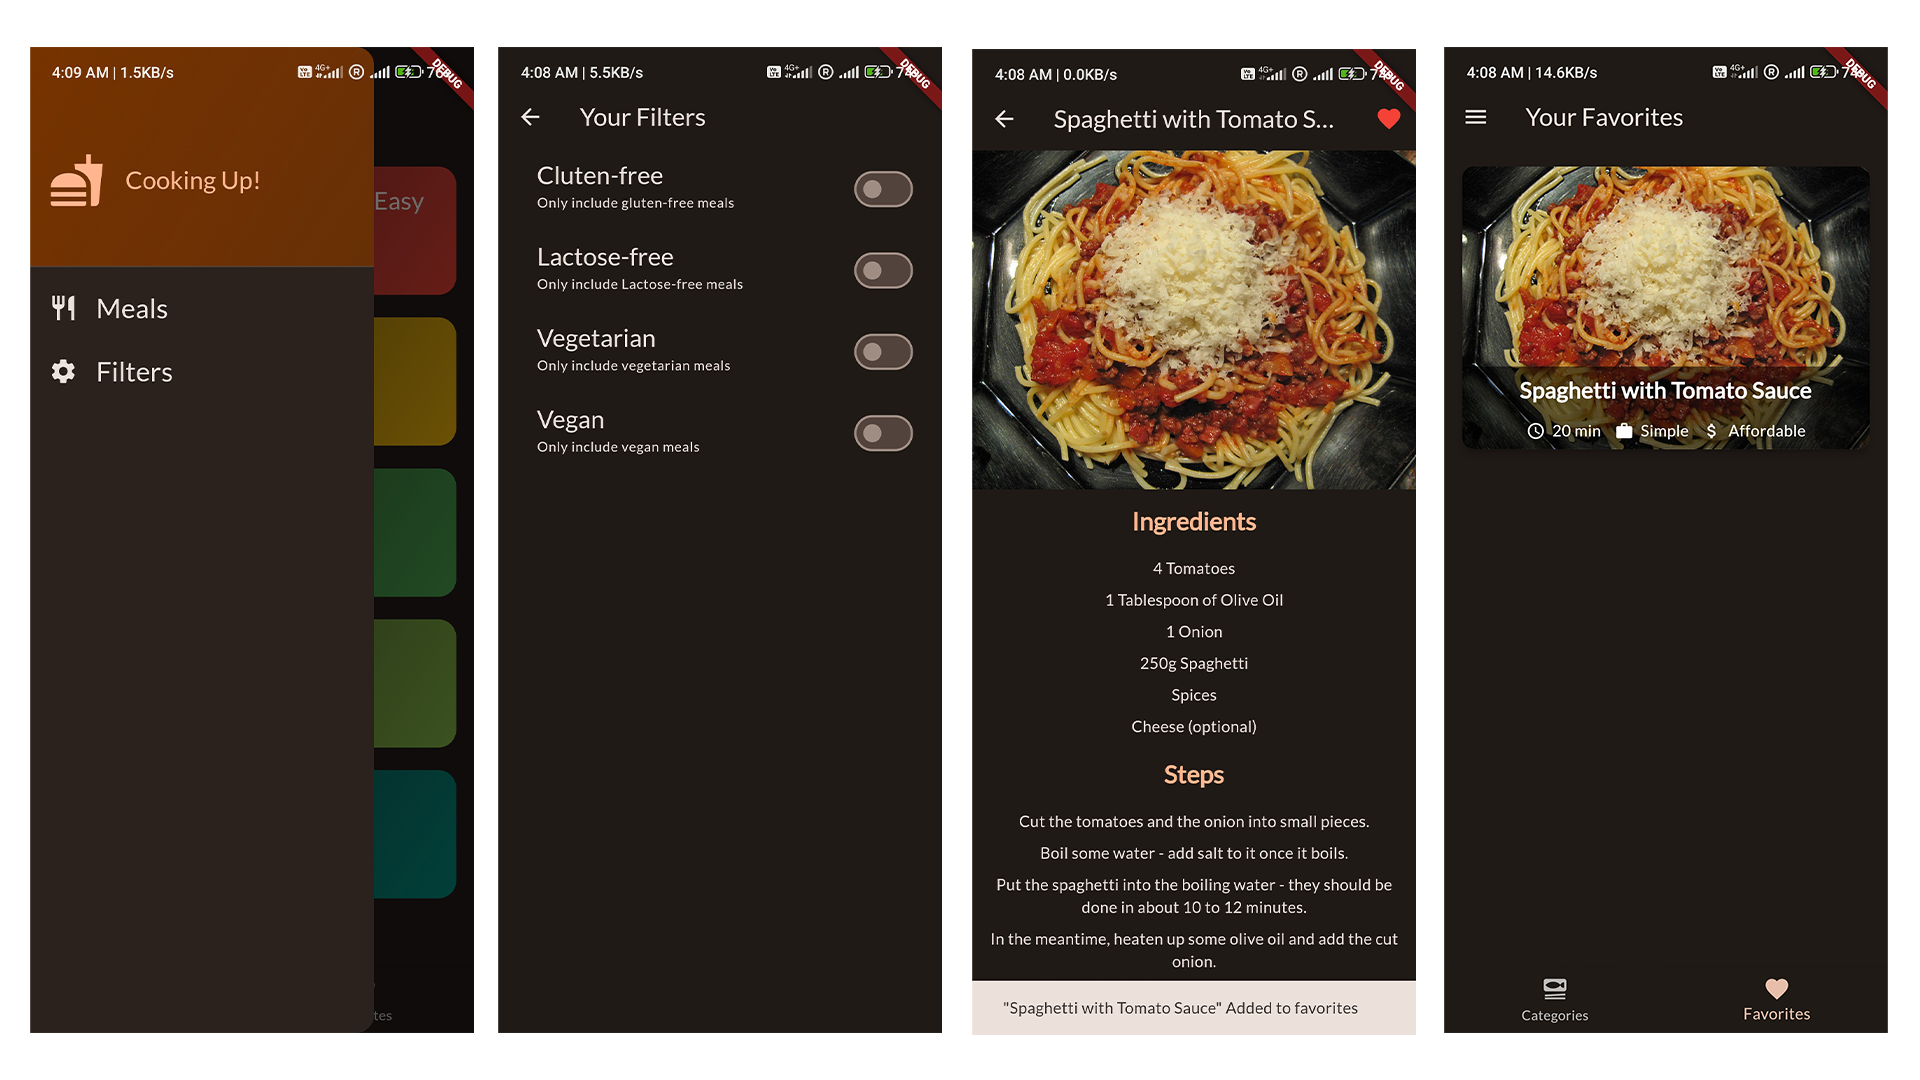 4:09 AM | 1.5KB/s
4G+
R
DEBUG
Cooking Up!
Easy
Meals
Filters
tes
4:08 AM | 5.5KB/s
4G+
R
DEBUG
Your Filters
Cluten-free
Only include gluten-free meals
Lactose-free
Only include Lactose-free meals
Vegetarian
Only include vegetarian meals
Vegan
Only include vegan meals
4:08 AM | 0.0KB/s
4G+
R
DEBUG
Spaghetti with Tomato S...
Ingredients
4 Tomatoes
1 Tablespoon of Olive Oil
1 Onion
250g Spaghetti
Spices
Cheese (optional)
Steps
Cut the tomatoes and the onion into small pieces.
Boil some water - add salt to it once it boils.
Put the spaghetti into the boiling water - they should be
done in about 10 to 12 minutes.
In the meantime, heaten up some olive oil and add the cut
onion.
"Spaghetti with Tomato Sauce" Added to favorites
4:08 AM | 14.6KB/s
4G+
R
DEBUG
Your Favorites
Spaghetti with Tomato Sauce
20 min Simple $ Affordable
Categories
Favorites